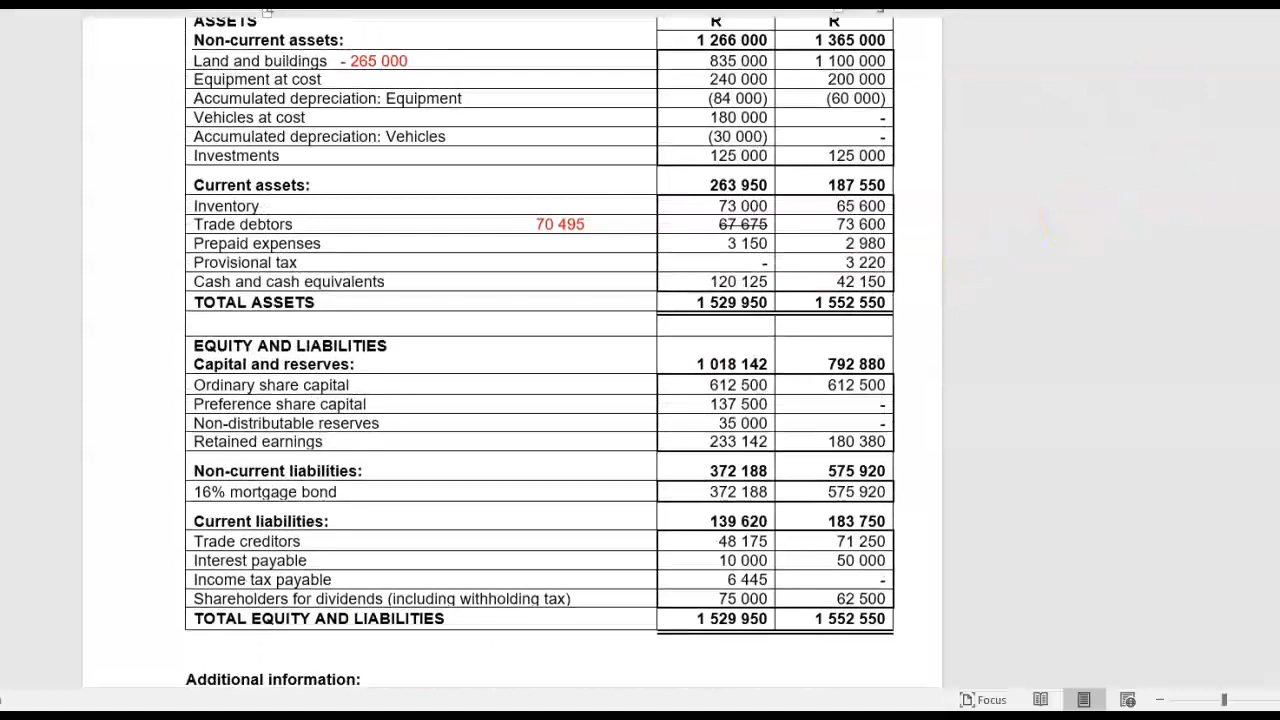 ASSETS R R
Non-current assets: 1 266 000 1 365 000
Land and buildings - 265 000 835 000 1 100 000
Equipment at cost 240 000 200 000
Accumulated depreciation: Equipment (84 000) (60 000)
Vehicles at cost 180 000 -
Accumulated depreciation: Vehicles (30 000) -
Investments 125 000 125 000
Current assets: 263 950 187 550
Inventory 73 000 65 600
Trade debtors 70 495 67 675 73 600
Prepaid expenses 3 150 2 980
Provisional tax - 3 220
Cash and cash equivalents 120 125 42 150
TOTAL ASSETS 1 529 950 1 552 550
EQUITY AND LIABILITIES
Capital and reserves: 1 018 142 792 880
Ordinary share capital 612 500 612 500
Preference share capital 137 500 -
Non-distributable reserves 35 000 -
Retained earnings 233 142 180 380
Non-current liabilities: 372 188 575 920
16% mortgage bond 372 188 575 920
Current liabilities: 139 620 183 750
Trade creditors 48 175 71 250
Interest payable 10 000 50 000
Income tax payable 6 445 -
Shareholders for dividends (including withholding tax) 75 000 62 500
TOTAL EQUITY AND LIABILITIES 1 529 950 1 552 550
Additional information:
Focus